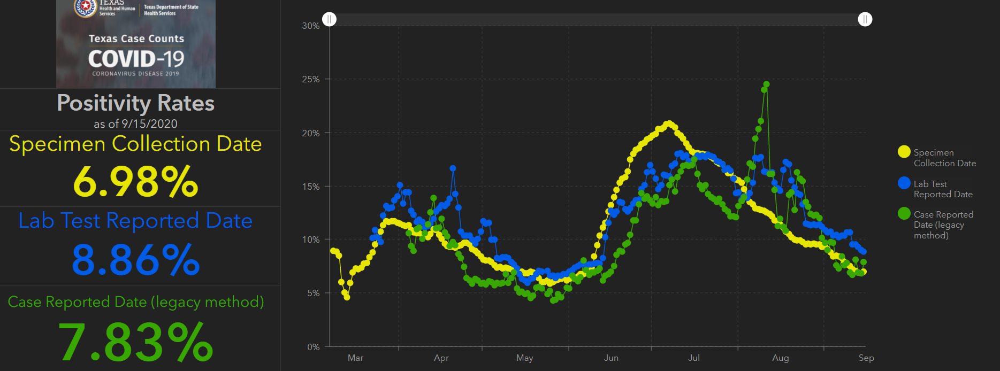 TEXAS
Health and Human
Services
Texas Department of State
Health Services
Texas Case Counts
COVID-19
CORONAVIRUS DISEASE 2019
Positivity Rates
as of 9/15/2020
Specimen Collection Date
6.98%
Lab Test Reported Date
8.86%
Case Reported Date (legacy method)
7.83%
30%
25%
20%
15%
10%
5%
0%
Mar
Apr
May
Jun
Jul
Aug
Sep
Specimen
Collection Date
Lab Test
Reported Date
Case Reported
Date (legacy
method)